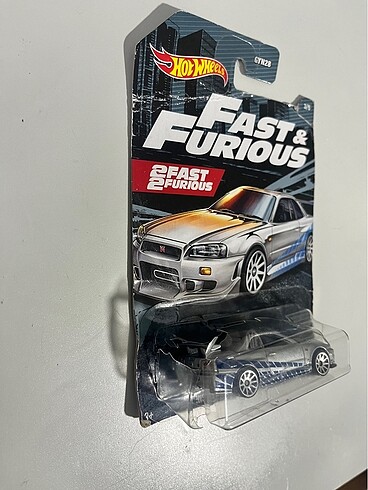 HOT WHEELS
GYN28
FAST &
FURIOUS
2 FAST
2 FURIOUS